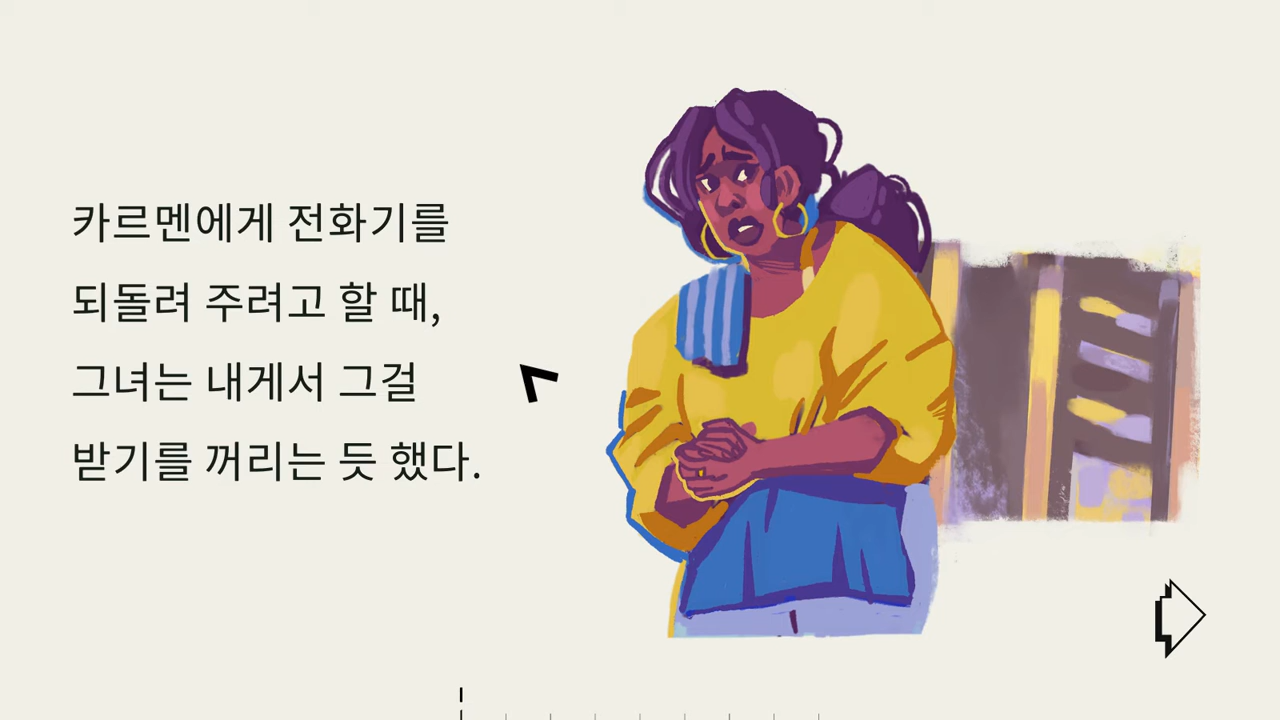 카르멘에게 전화기를
되돌려 주려고 할 때,
그녀는 내게서 그걸
받기를 꺼리는 듯 했다.